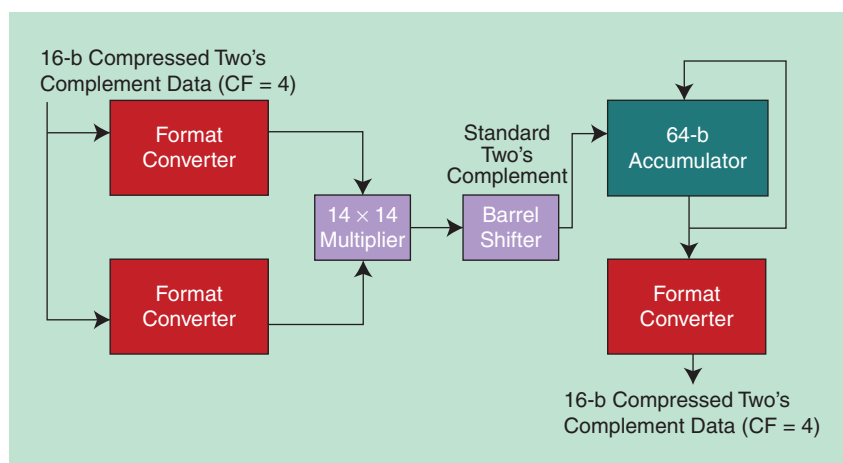 16-b Compressed Two's
Complement Data (CF = 4)
Format
Converter
Format
Converter
14 × 14
Multiplier
Standard
Two's
Complement
Barrel
Shifter
64-b
Accumulator
Format
Converter
16-b Compressed Two's
Complement Data (CF = 4)